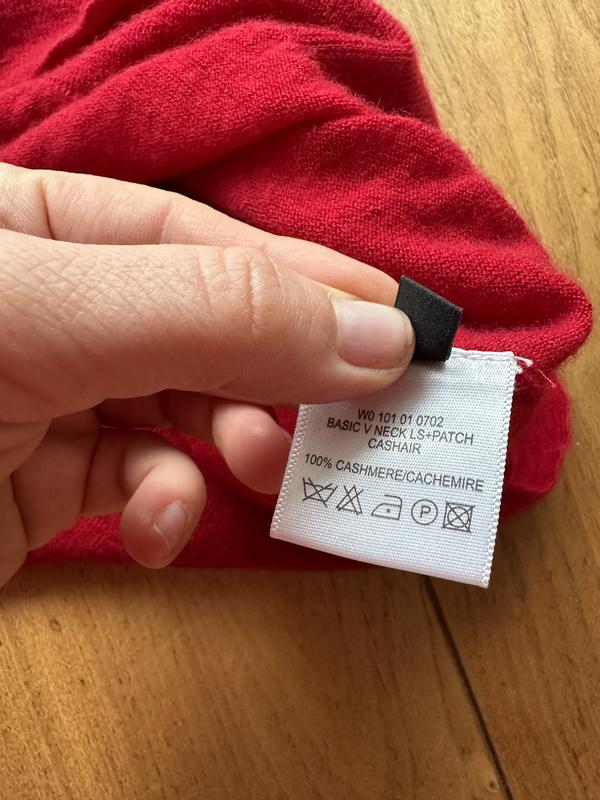 W0 101 01 0702
BASIC V NECK LS+PATCH
CASHAIR
100% CASHMERE/CACHEMIRE
P